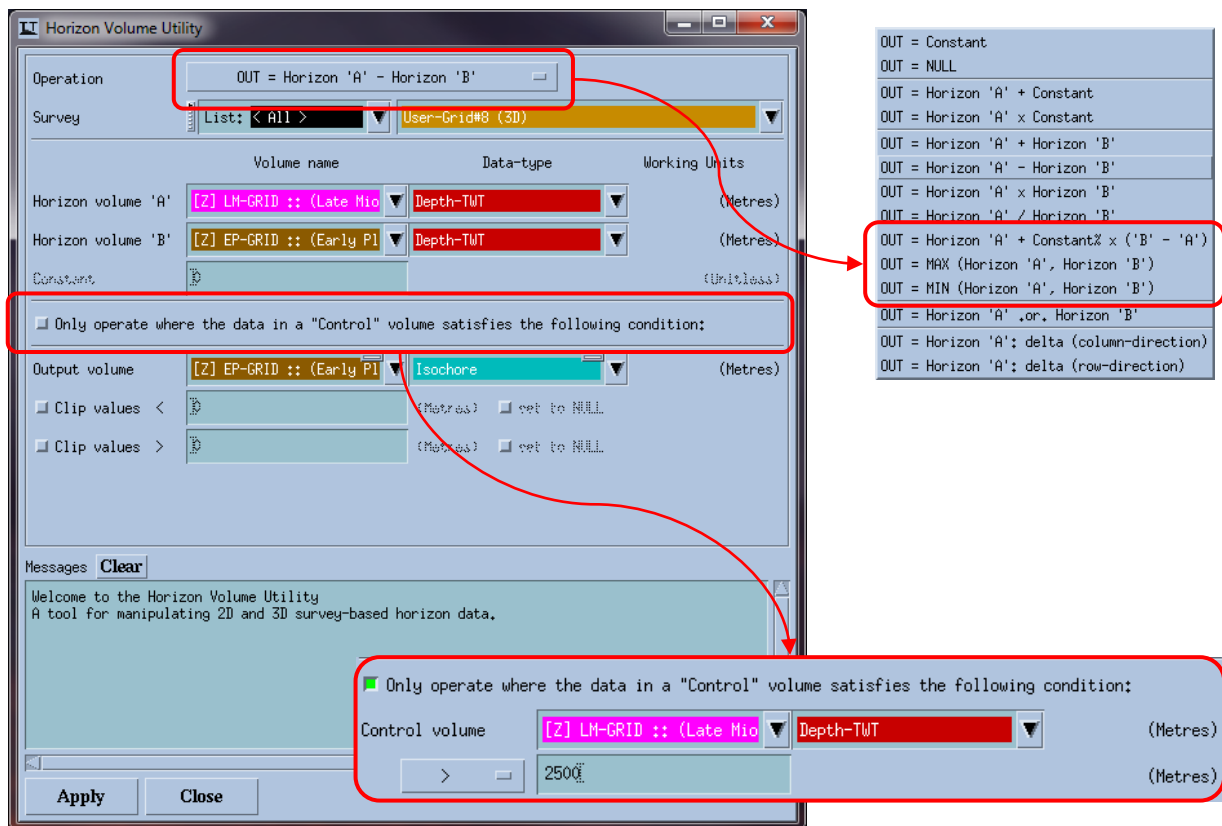 Horizon Volume Utility
Operation OUT = Horizon 'A' - Horizon 'B'
Survey List: < All > User-Grid#8 (3D)
Volume name Data-type Working Units
Horizon volume 'A' [Z] LM-GRID :: (Late Mio Depth-TWT (Metres)
Horizon volume 'B' [Z] EP-GRID :: (Early Pl Depth-TWT (Metres)
Constant 0 (Unitless)
Only operate where the data in a "Control" volume satisfies the following condition:
Output volume [Z] EP-GRID :: (Early Pl Isochore (Metres)
Clip values < 0 (Metres) set to NULL
Clip values > 0 (Metres) set to NULL
Messages Clear
Welcome to the Horizon Volume Utility
A tool for manipulating 2D and 3D survey-based horizon data.
Apply Close
OUT = Constant
OUT = NULL
OUT = Horizon 'A' + Constant
OUT = Horizon 'A' x Constant
OUT = Horizon 'A' + Horizon 'B'
OUT = Horizon 'A' - Horizon 'B'
OUT = Horizon 'A' x Horizon 'B'
OUT = Horizon 'A' / Horizon 'B'
OUT = Horizon 'A' + Constant% x ('B' - 'A')
OUT = MAX (Horizon 'A', Horizon 'B')
OUT = MIN (Horizon 'A', Horizon 'B')
OUT = Horizon 'A' .or. Horizon 'B'
OUT = Horizon 'A': delta (column-direction)
OUT = Horizon 'A': delta (row-direction)
Only operate where the data in a "Control" volume satisfies the following condition:
Control volume [Z] LM-GRID :: (Late Mio Depth-TWT (Metres)
> 2500 (Metres)